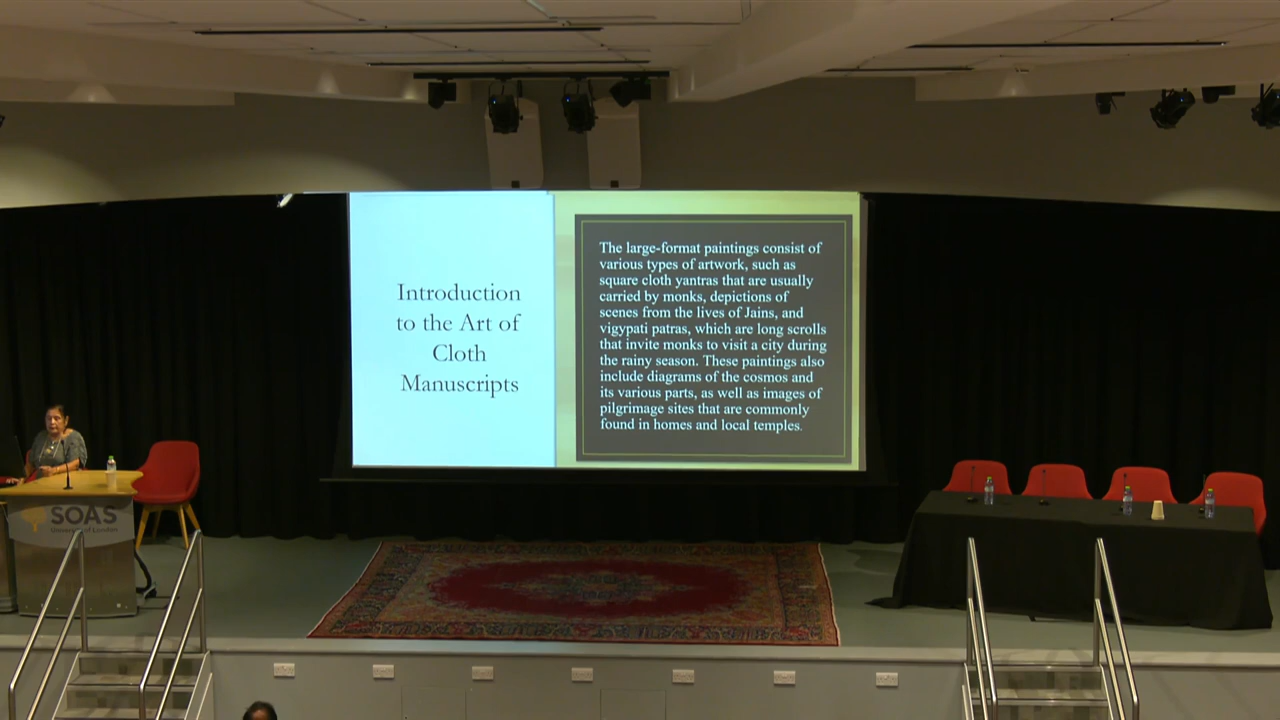 Introduction
to the Art of
Cloth
Manuscripts
The large-format paintings consist of
various types of artwork, such as
square cloth yantras that are usually
carried by monks, depictions of
scenes from the lives of Jains, and
vigypati patras, which are long scrolls
that invite monks to visit a city during
the rainy season. These paintings also
include diagrams of the cosmos and
its various parts, as well as images of
pilgrimage sites that are commonly
found in homes and local temples.
SOAS
University of London